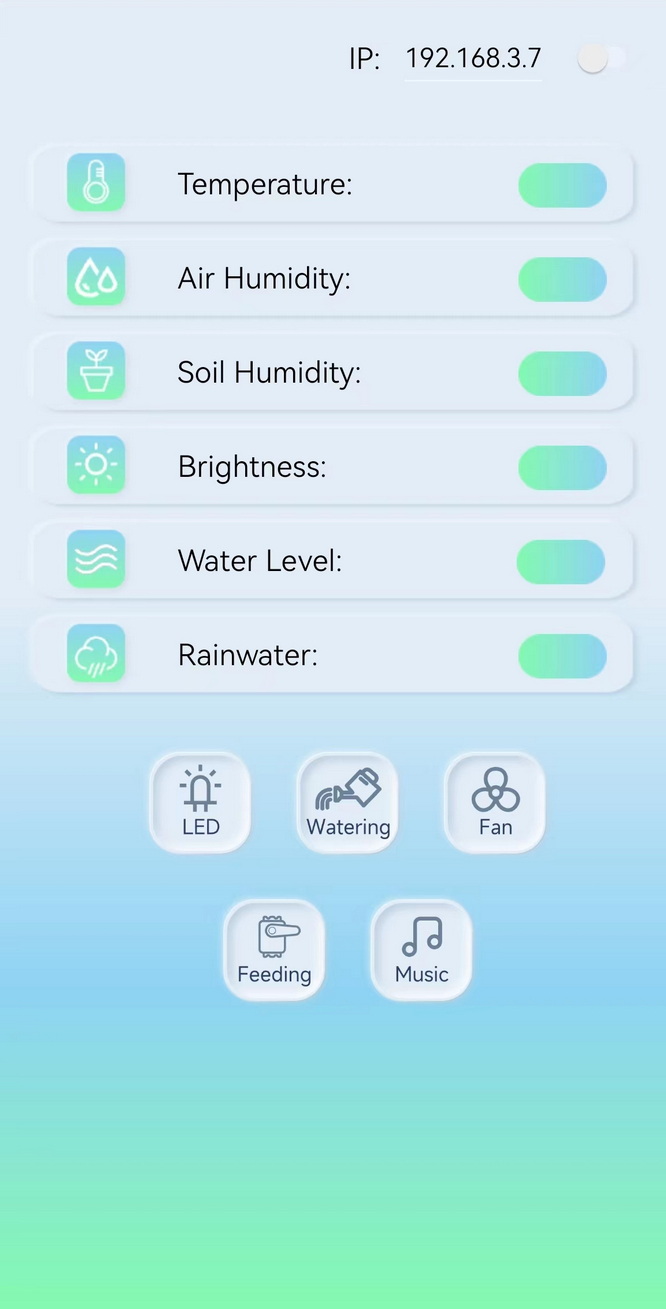 IP: 192.168.3.7
Temperature:
Air Humidity:
Soil Humidity:
Brightness:
Water Level:
Rainwater:
LED
Watering
Fan
Feeding
Music